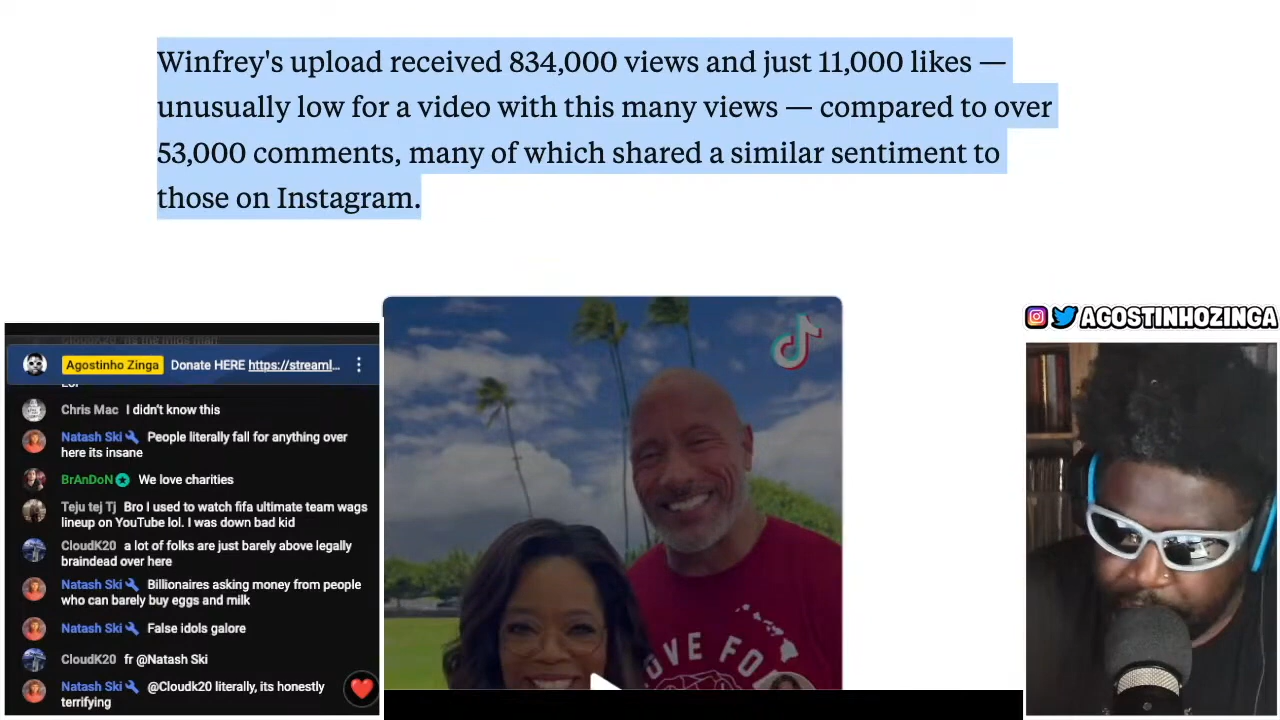 Winfrey's upload received 834,000 views and just 11,000 likes —
unusually low for a video with this many views — compared to over
53,000 comments, many of which shared a similar sentiment to
those on Instagram.
AGOSTINHOZINGA
Agostinho Zinga Donate HERE https://streaml...
Chris Mac I didn't know this
Natash Ski People literally fall for anything over
here its insane
BrAnDoN We love charities
Teju tej Tj Bro I used to watch fifa ultimate team wags
lineup on YouTube lol. I was down bad kid
CloudK20 a lot of folks are just barely above legally
braindead over here
Natash Ski Billionaires asking money from people
who can barely buy eggs and milk
Natash Ski False idols galore
CloudK20 fr @Natash Ski
Natash Ski @Cloudk20 literally, its honestly
terrifying